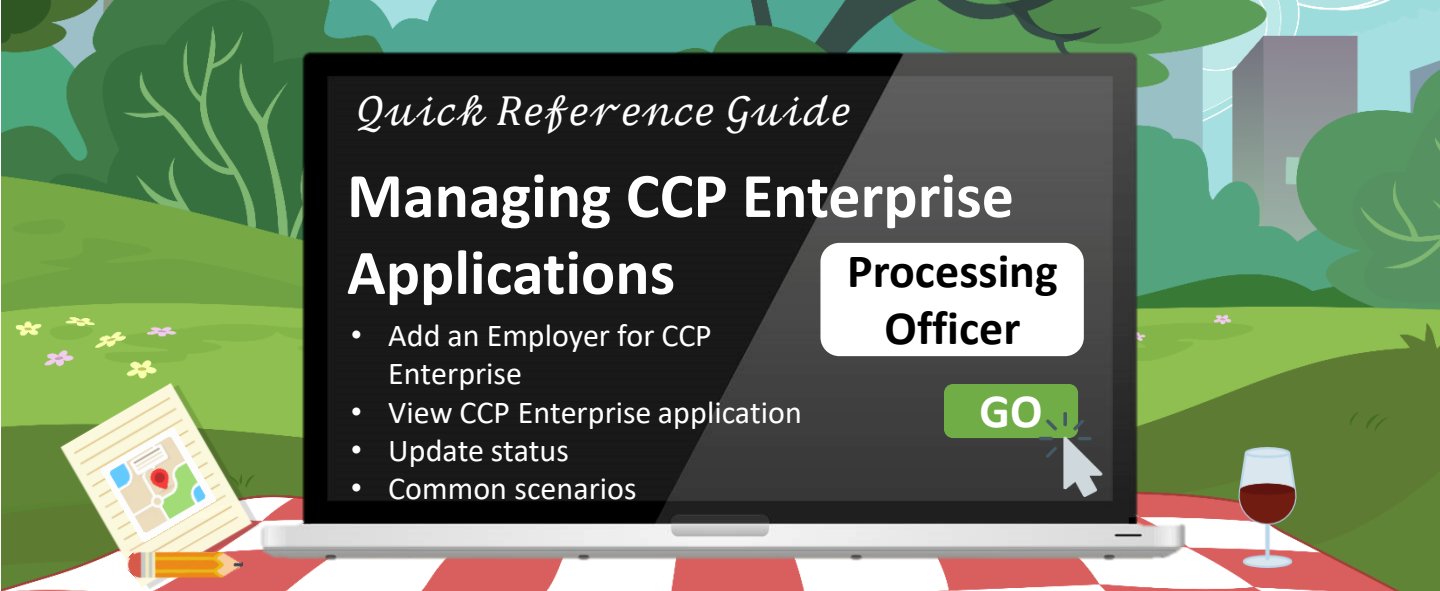 Quick Reference Guide
Managing CCP Enterprise
Applications
Processing
Officer
• Add an Employer for CCP
Enterprise
• View CCP Enterprise application
• Update status
• Common scenarios
GO